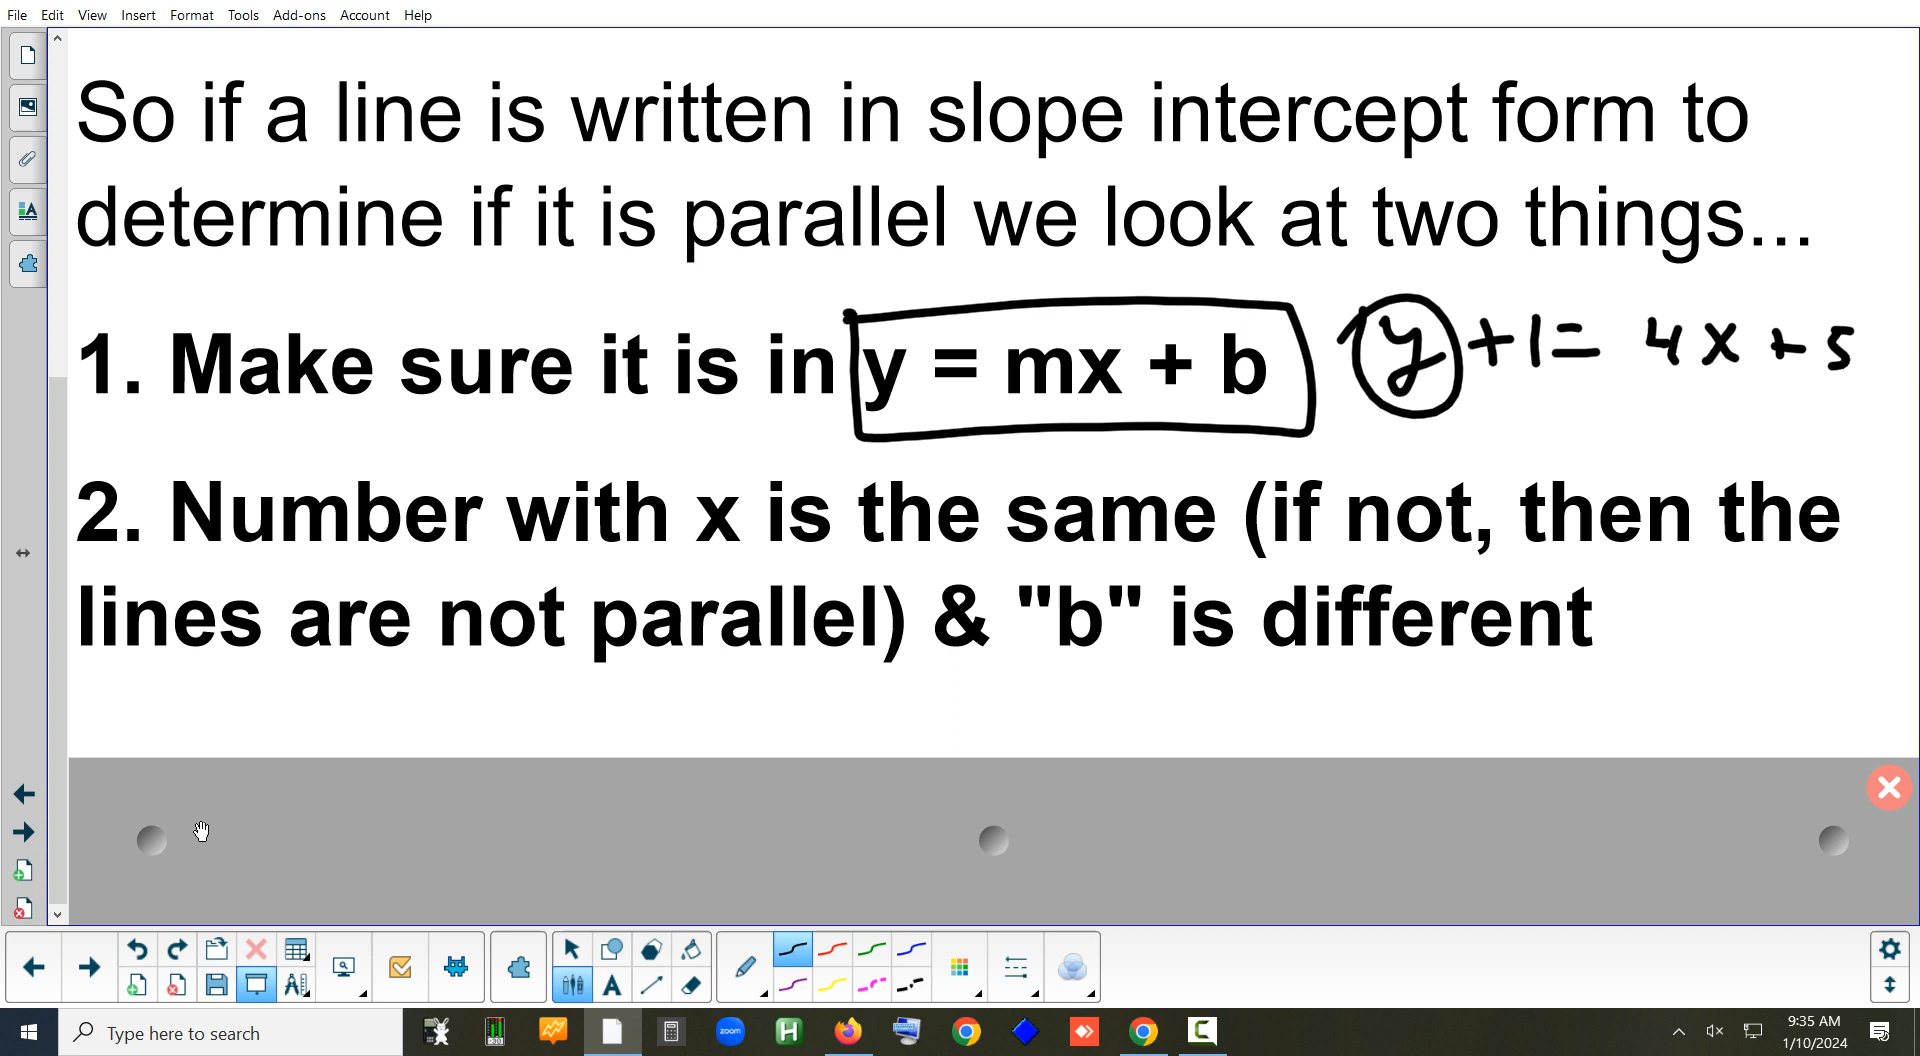 File Edit View Insert Format Tools Add-ons Account Help
So if a line is written in slope intercept form to
determine if it is parallel we look at two things...
1. Make sure it is in y = mx + b y + 1 = 4x + 5
2. Number with x is the same (if not, then the
lines are not parallel) & "b" is different
Type here to search
zoom
9:35 AM
1/10/2024